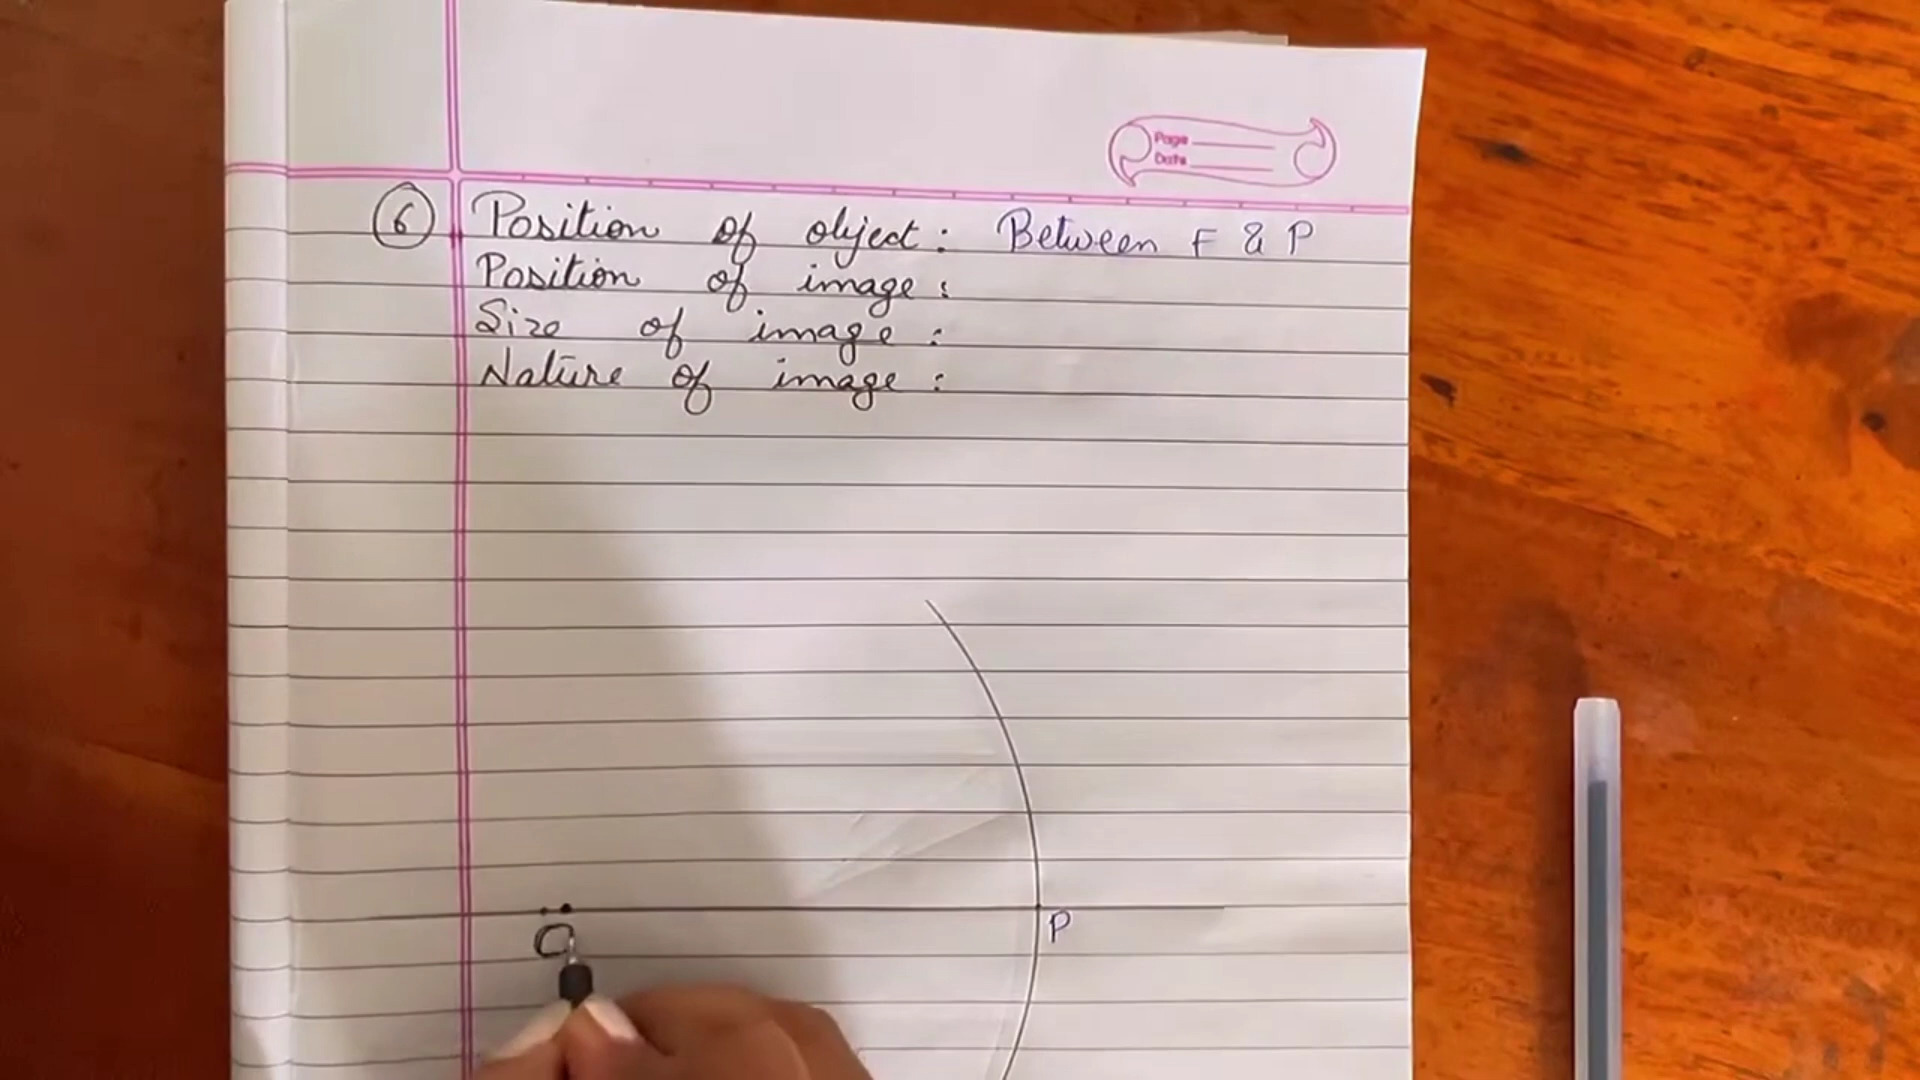 Page
Date
6 Position of object: Between F & P
Position of image:
Size of image:
Nature of image:
C
P